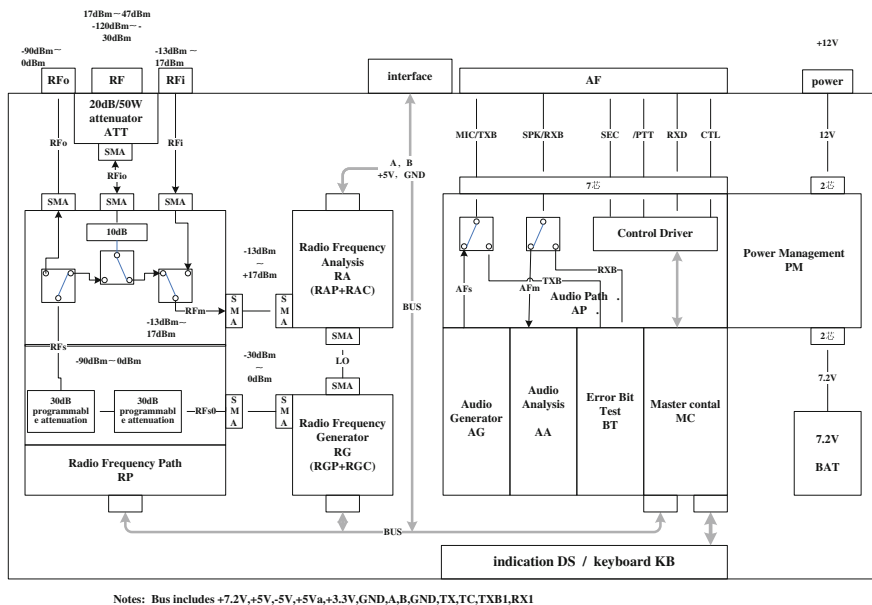 17dBm～47dBm
-120dBm～-
30dBm
-90dBm～
0dBm
-13dBm～
17dBm
+12V
RFo
RF
RFi
interface
AF
power
20dB/50W
attenuator
ATT
SMA
RFo
RFio
RFi
A，B
+5V，GND
MIC/TXB
SPK/RXB
SEC
/PTT
RXD
CTL
12V
SMA
SMA
SMA
SMA
7芯
2芯
10dB
Radio Frequency
Analysis
RA
(RAP+RAC)
-13dBm
～
+17dBm
Control Driver
Power Management
PM
RFm
SMA
SMA
-13dBm～
17dBm
BUS
AFs
AFm
TXB
RXB
Audio Path .
AP .
RFs
-90dBm～0dBm
-30dBm
～
0dBm
SMA
LO
SMA
2芯
7.2V
30dB
programmabl
e attenuation
30dB
programmabl
e attenuation
RFs0
SMA
SMA
Radio Frequency
Generator
RG
(RGP+RGC)
Audio
Generator
AG
Audio
Analysis
AA
Error Bit
Test
BT
Master contal
MC
7.2V
BAT
Radio Frequency Path
RP
BUS
indication DS / keyboard KB
Notes: Bus includes +7.2V,+5V,-5V,+5Va,+3.3V,GND,A,B,GND,TX,TC,TXB1,RX1